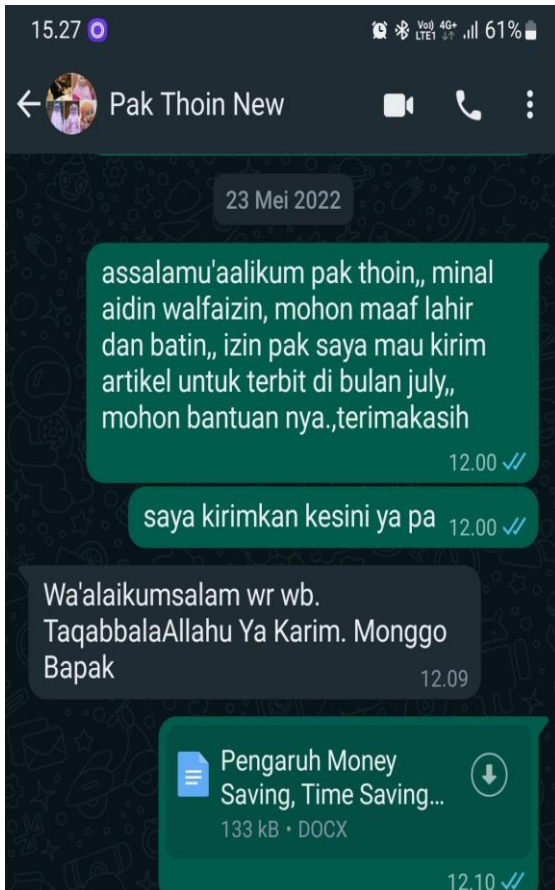 15.27
Voo) 4G+
LTE1 61%
Pak Thoin New
23 Mei 2022
assalamu'aalikum pak thoin,, minal
aidin walfaizin, mohon maaf lahir
dan batin,, izin pak saya mau kirim
artikel untuk terbit di bulan july,,
mohon bantuan nya.,terimakasih
12.00
saya kirimkan kesini ya pa 12.00
Wa'alaikumsalam wr wb.
TaqabbalaAllahu Ya Karim. Monggo
Bapak
12.09
Pengaruh Money
Saving, Time Saving...
133 kB • DOCX
12.10